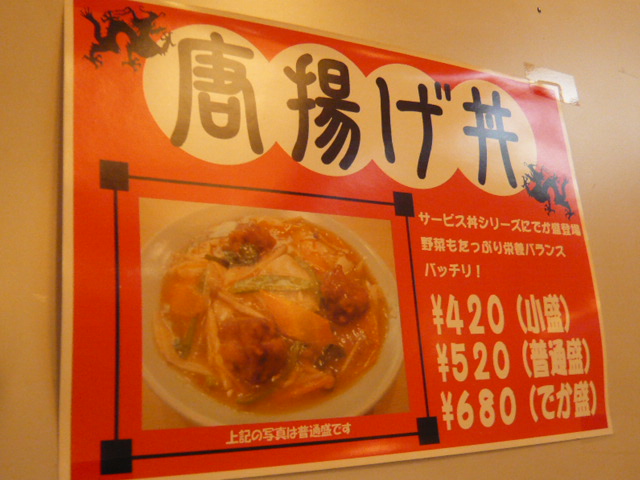 唐揚げ丼
サービス丼シリーズにでか盛登場
野菜もたっぷり栄養バランス
バッチリ！
¥420（小盛）
¥520（普通盛）
¥680（でか盛）
上記の写真は普通盛です